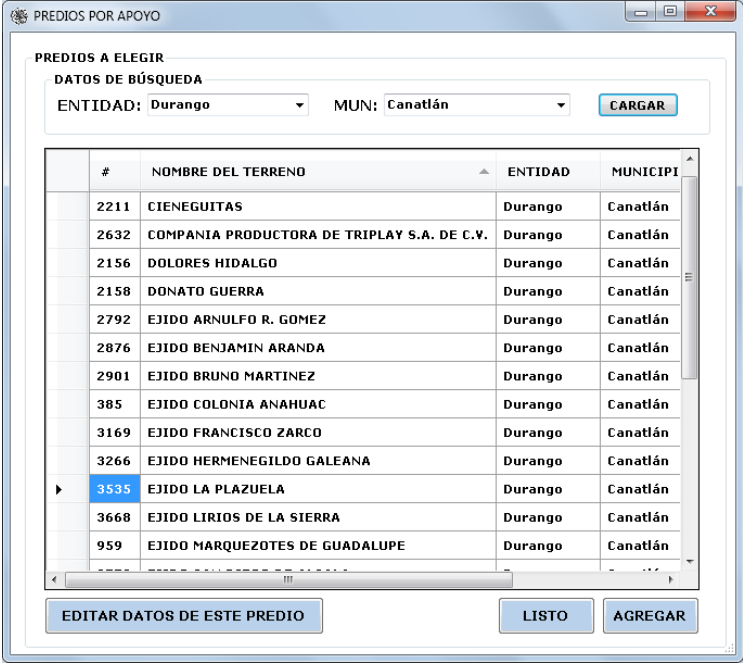 PREDIOS POR APOYO
PREDIOS A ELEGIR
DATOS DE BÚSQUEDA
ENTIDAD: Durango MUN: Canatlán CARGAR
# NOMBRE DEL TERRENO ENTIDAD MUNICIPI
2211 CIENEGUITAS Durango Canatlán
2632 COMPANIA PRODUCTORA DE TRIPLAY S.A. DE C.V. Durango Canatlán
2156 DOLORES HIDALGO Durango Canatlán
2158 DONATO GUERRA Durango Canatlán
2792 EJIDO ARNULFO R. GOMEZ Durango Canatlán
2876 EJIDO BENJAMIN ARANDA Durango Canatlán
2901 EJIDO BRUNO MARTINEZ Durango Canatlán
385 EJIDO COLONIA ANAHUAC Durango Canatlán
3169 EJIDO FRANCISCO ZARCO Durango Canatlán
3266 EJIDO HERMENEGILDO GALEANA Durango Canatlán
3535 EJIDO LA PLAZUELA Durango Canatlán
3668 EJIDO LIRIOS DE LA SIERRA Durango Canatlán
959 EJIDO MARQUEZOTES DE GUADALUPE Durango Canatlán
EDITAR DATOS DE ESTE PREDIO LISTO AGREGAR